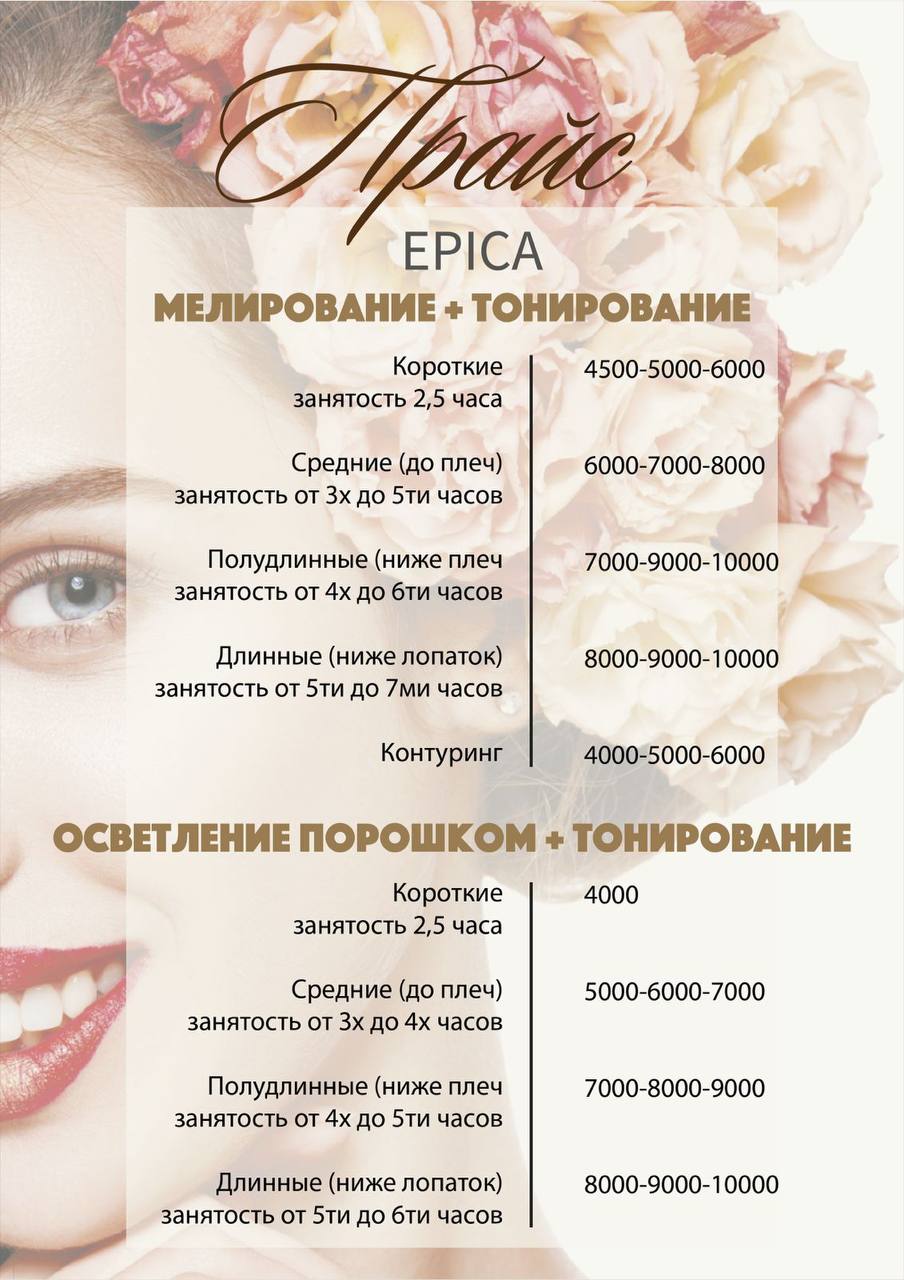 Прайс
EPICA
МЕЛИРОВАНИЕ + ТОНИРОВАНИЕ
Короткие 4500-5000-6000
занятость 2,5 часа
Средние (до плеч) 6000-7000-8000
занятость от 3х до 5ти часов
Полудлинные (ниже плеч 7000-9000-10000
занятость от 4х до 6ти часов
Длинные (ниже лопаток) 8000-9000-10000
занятость от 5ти до 7ми часов
Контуринг 4000-5000-6000
ОСВЕТЛЕНИЕ ПОРОШКОМ + ТОНИРОВАНИЕ
Короткие 4000
занятость 2,5 часа
Средние (до плеч) 5000-6000-7000
занятость от 3х до 4х часов
Полудлинные (ниже плеч 7000-8000-9000
занятость от 4х до 5ти часов
Длинные (ниже лопаток) 8000-9000-10000
занятость от 5ти до 6ти часов